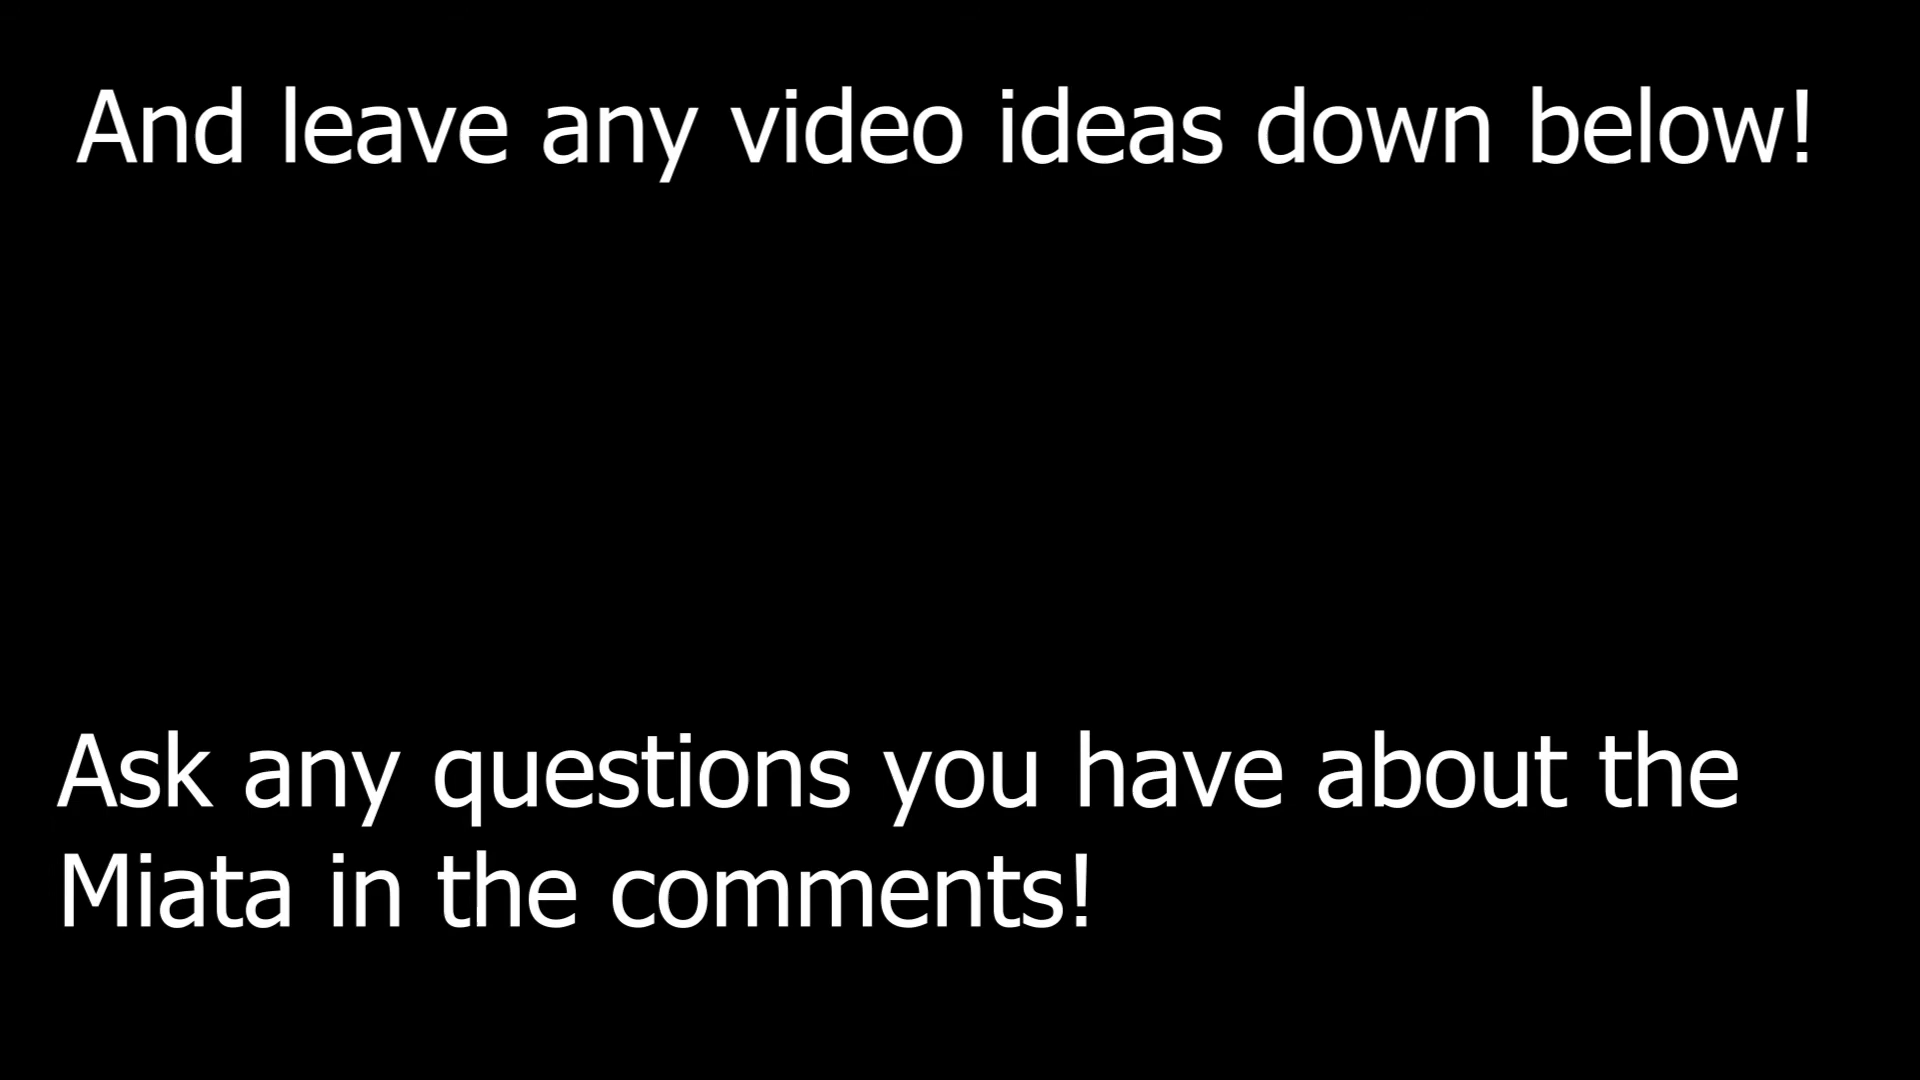 And leave any video ideas down below!
Ask any questions you have about the
Miata in the comments!